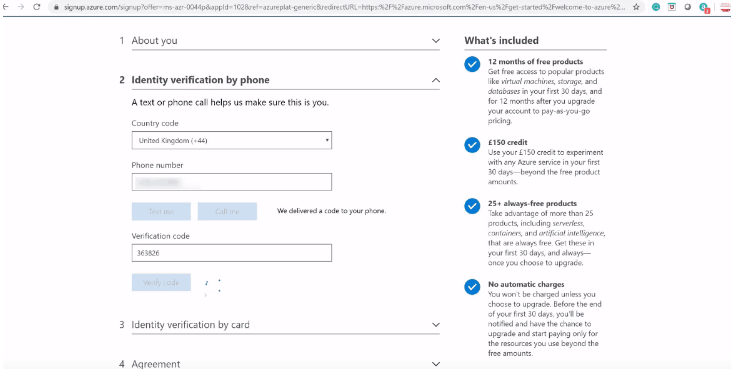 signup.azure.com/signup?offer=ms-azr-0044p&appId=102&ref=azureplat-generic&redirectURL=https:%2F%2Fazure.microsoft.com%2Fen-us%2Fget-started%2Fwelcome-to-azure%2...
1 About you
2 Identity verification by phone
A text or phone call helps us make sure this is you.
Country code
United Kingdom (+44)
Phone number
Text me Call me We delivered a code to your phone.
Verification code
363826
Verify code
3 Identity verification by card
4 Agreement
What's included
12 months of free products
Get free access to popular products
like virtual machines, storage, and
databases in your first 30 days, and
for 12 months after you upgrade
your account to pay-as-you-go
pricing.
£150 credit
Use your £150 credit to experiment
with any Azure service in your first
30 days—beyond the free product
amounts.
25+ always-free products
Take advantage of more than 25
products, including serverless,
containers, and artificial intelligence,
that are always free. Get these in
your first 30 days, and always—
once you choose to upgrade.
No automatic charges
You won't be charged unless you
choose to upgrade. Before the end
of your first 30 days, you'll be
notified and have the chance to
upgrade and start paying only for
the resources you use beyond the
free amounts.